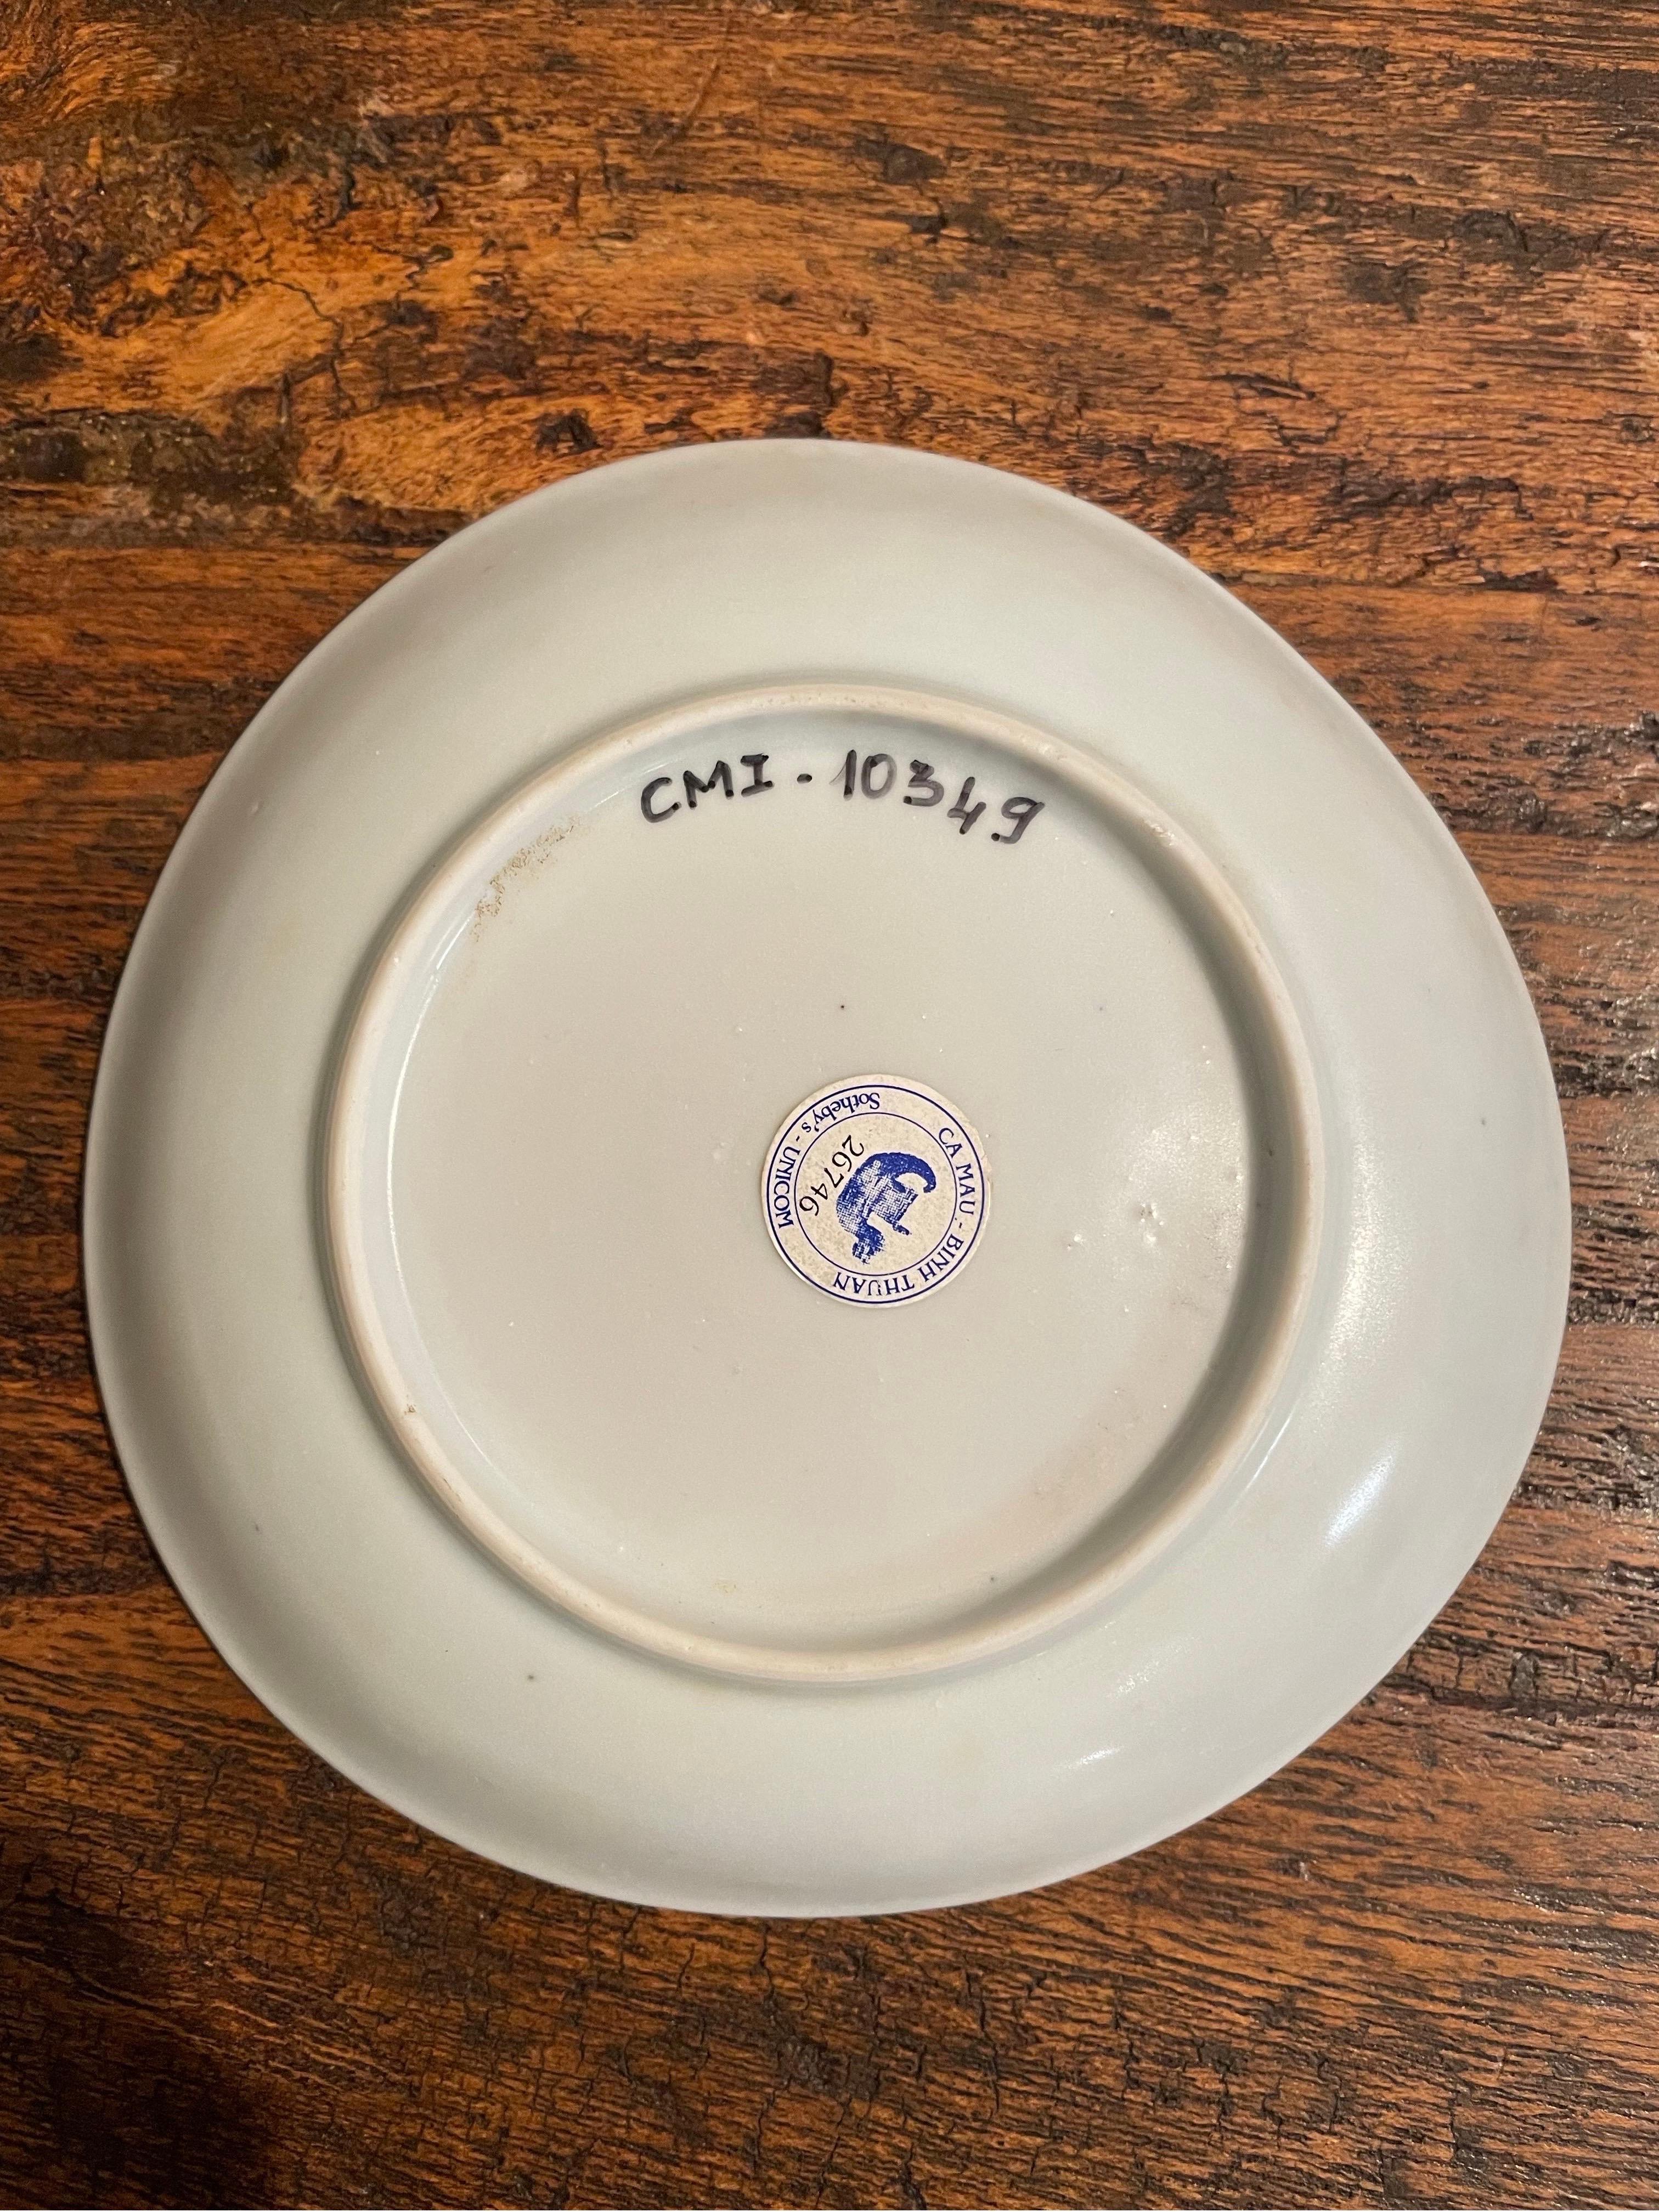 CMI - 10349
CA MAU - BINH THUAN
Sotheby's - UNICOM
26746